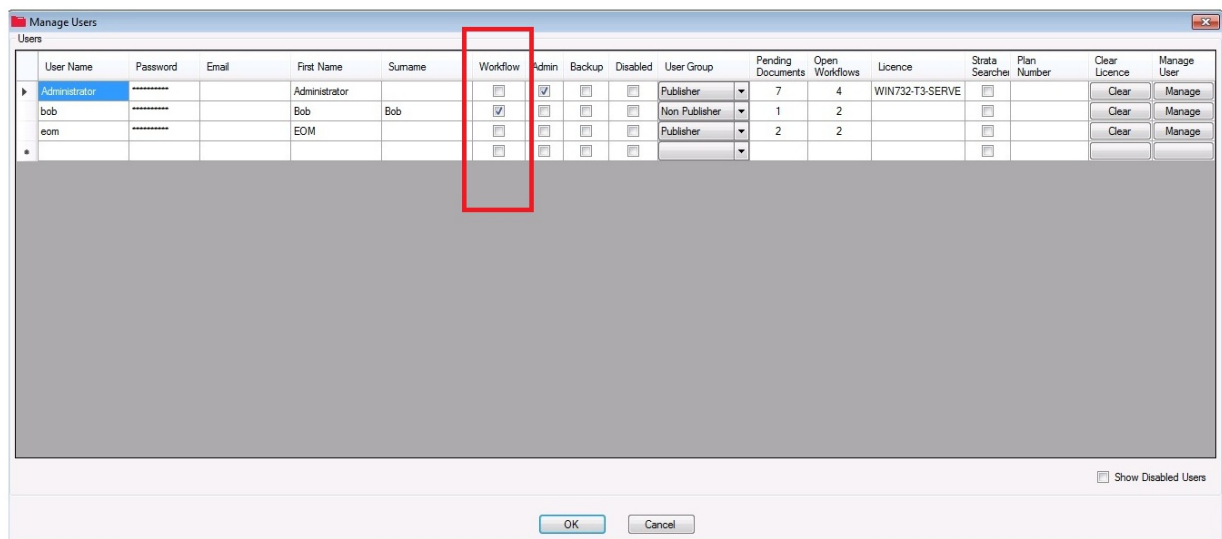 Manage Users
Users
User Name Password Email First Name Surname Workflow Admin Backup Disabled User Group Pending Documents Open Workflows Licence Strata Searcher Plan Number Clear Licence Manage User
Administrator ********** Administrator Publisher 7 4 WIN732-T3-SERVE Clear Manage
bob ********** Bob Bob Non Publisher 1 2 Clear Manage
eom ********** EOM Publisher 2 2 Clear Manage
Show Disabled Users
OK Cancel